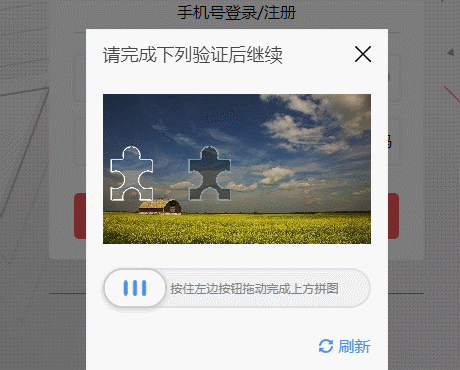 手机号登录/注册
请完成下列验证后继续
码
按住左边按钮拖动完成上方拼图
刷新